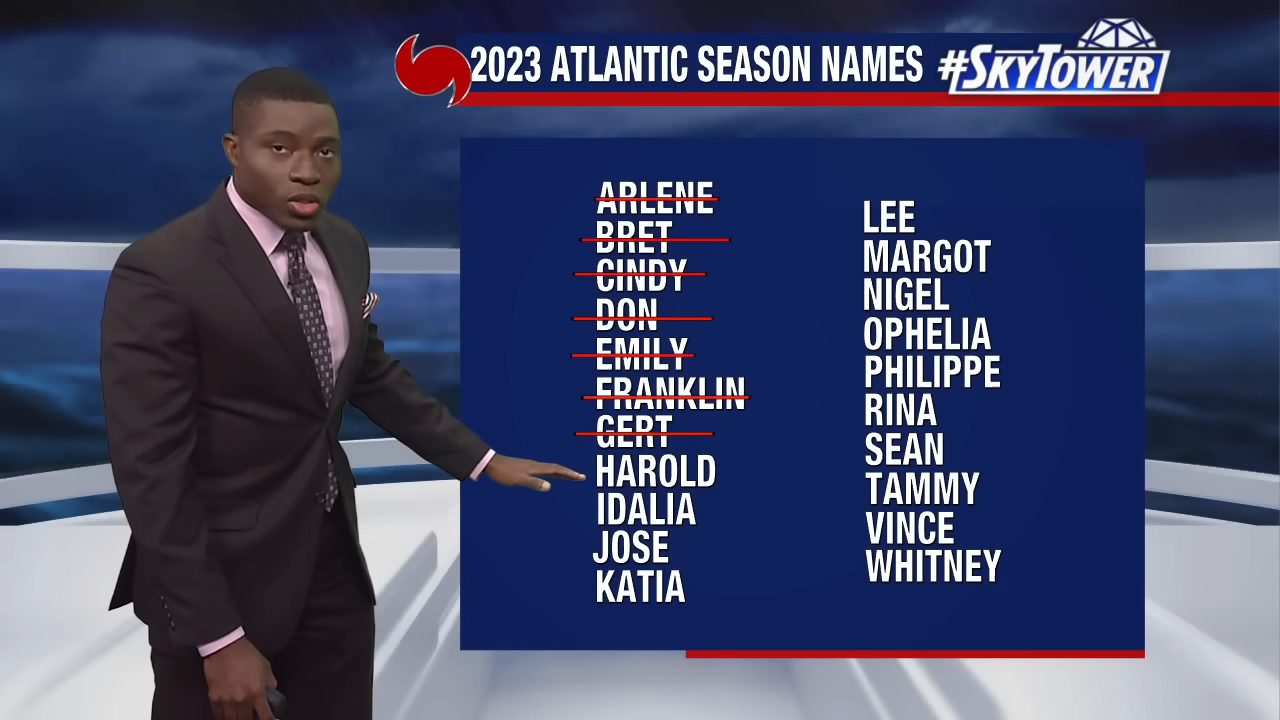 2023 ATLANTIC SEASON NAMES
#SKYTOWER
ARLENE
BRET
CINDY
DON
EMILY
FRANKLIN
GERT
HAROLD
IDALIA
JOSE
KATIA
LEE
MARGOT
NIGEL
OPHELIA
PHILIPPE
RINA
SEAN
TAMMY
VINCE
WHITNEY